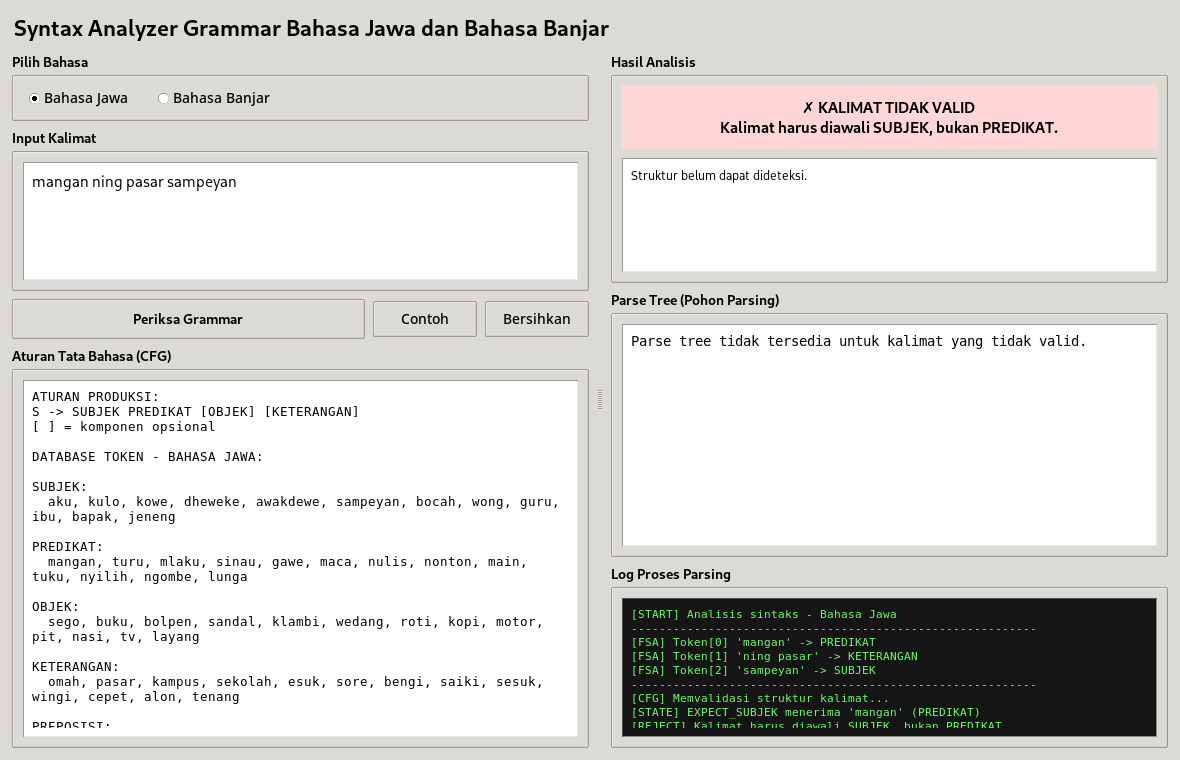 Syntax Analyzer Grammar Bahasa Jawa dan Bahasa Banjar
Pilih Bahasa
Bahasa Jawa
Bahasa Banjar
Input Kalimat
mangan ning pasar sampeyan
Periksa Grammar
Contoh
Bersihkan
Aturan Tata Bahasa (CFG)
ATURAN PRODUKSI:
S -> SUBJEK PREDIKAT [OBJEK] [KETERANGAN]
[ ] = komponen opsional
DATABASE TOKEN - BAHASA JAWA:
SUBJEK:
aku, kulo, kowe, dheweke, awakdewe, sampeyan, bocah, wong, guru,
ibu, bapak, jeneng
PREDIKAT:
mangan, turu, mlaku, sinau, gawe, maca, nulis, nonton, main,
tuku, nyilih, ngombe, lunga
OBJEK:
sego, buku, bolpen, sandal, klambi, wedang, roti, kopi, motor,
pit, nasi, tv, layang
KETERANGAN:
omah, pasar, kampus, sekolah, esuk, sore, bengi, saiki, sesuk,
wingi, cepet, alon, tenang
PREPOSISI:
Hasil Analisis
✗ KALIMAT TIDAK VALID
Kalimat harus diawali SUBJEK, bukan PREDIKAT.
Struktur belum dapat dideteksi.
Parse Tree (Pohon Parsing)
Parse tree tidak tersedia untuk kalimat yang tidak valid.
Log Proses Parsing
[START] Analisis sintaks - Bahasa Jawa
----------------------------------------------------------
[FSA] Token[0] 'mangan' -> PREDIKAT
[FSA] Token[1] 'ning pasar' -> KETERANGAN
[FSA] Token[2] 'sampeyan' -> SUBJEK
----------------------------------------------------------
[CFG] Memvalidasi struktur kalimat...
[STATE] EXPECT_SUBJEK menerima 'mangan' (PREDIKAT)
[REJECT] Kalimat harus diawali SUBJEK, bukan PREDIKAT.